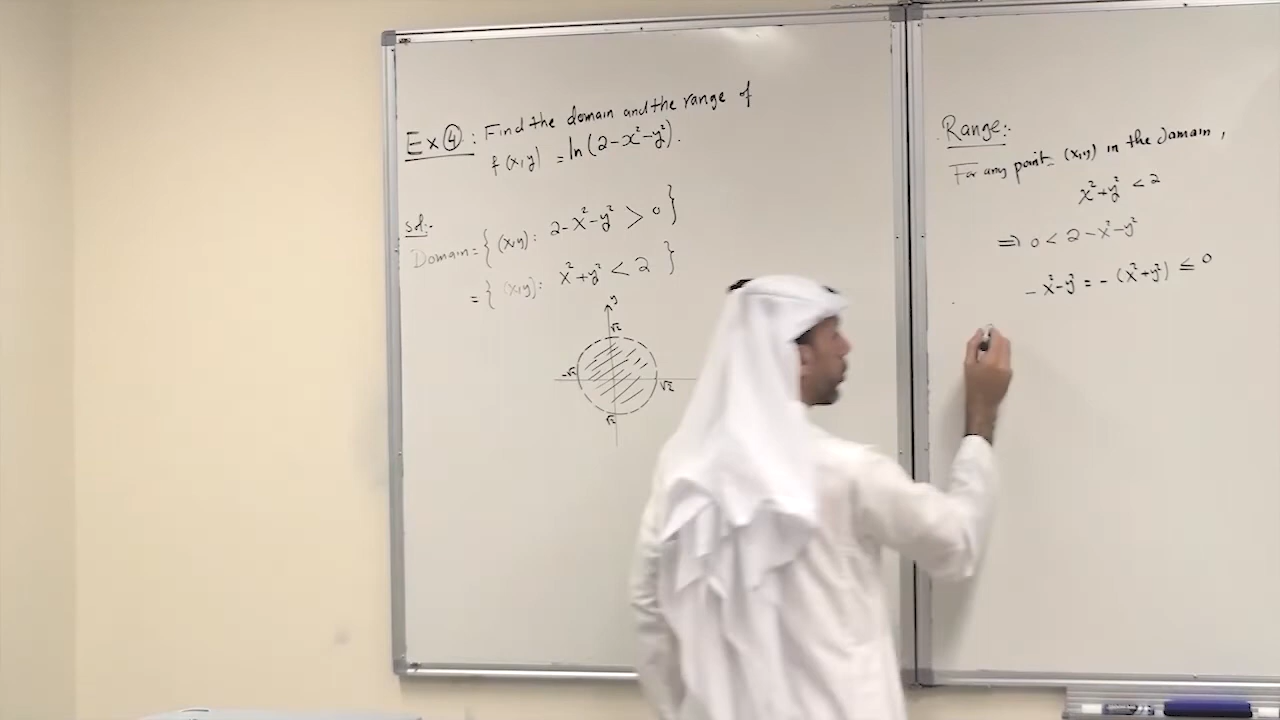 Ex ④ : Find the domain and the range of
f(x,y) = ln(2-x²-y²).
sol:-
Domain = { (x,y): 2-x²-y² > 0 }
= { (x,y): x²+y² < 2 }
y
√2
-√2
√2
√2
Range:-
For any point (x,y) in the domain,
x²+y² < 2
⇒ 0 < 2-x²-y²
-x²-y² = -(x²+y²) ≤ 0